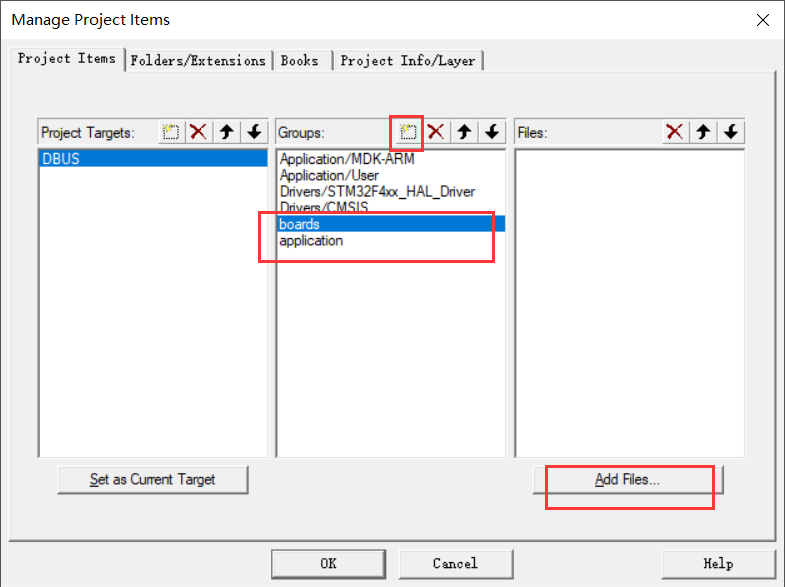 Manage Project Items
Project Items
Folders/Extensions
Books
Project Info/Layer
Project Targets:
DBUS
Groups:
Application/MDK-ARM
Application/User
Drivers/STM32F4xx_HAL_Driver
Drivers/CMSIS
boards
application
Files:
Set as Current Target
Add Files...
OK
Cancel
Help